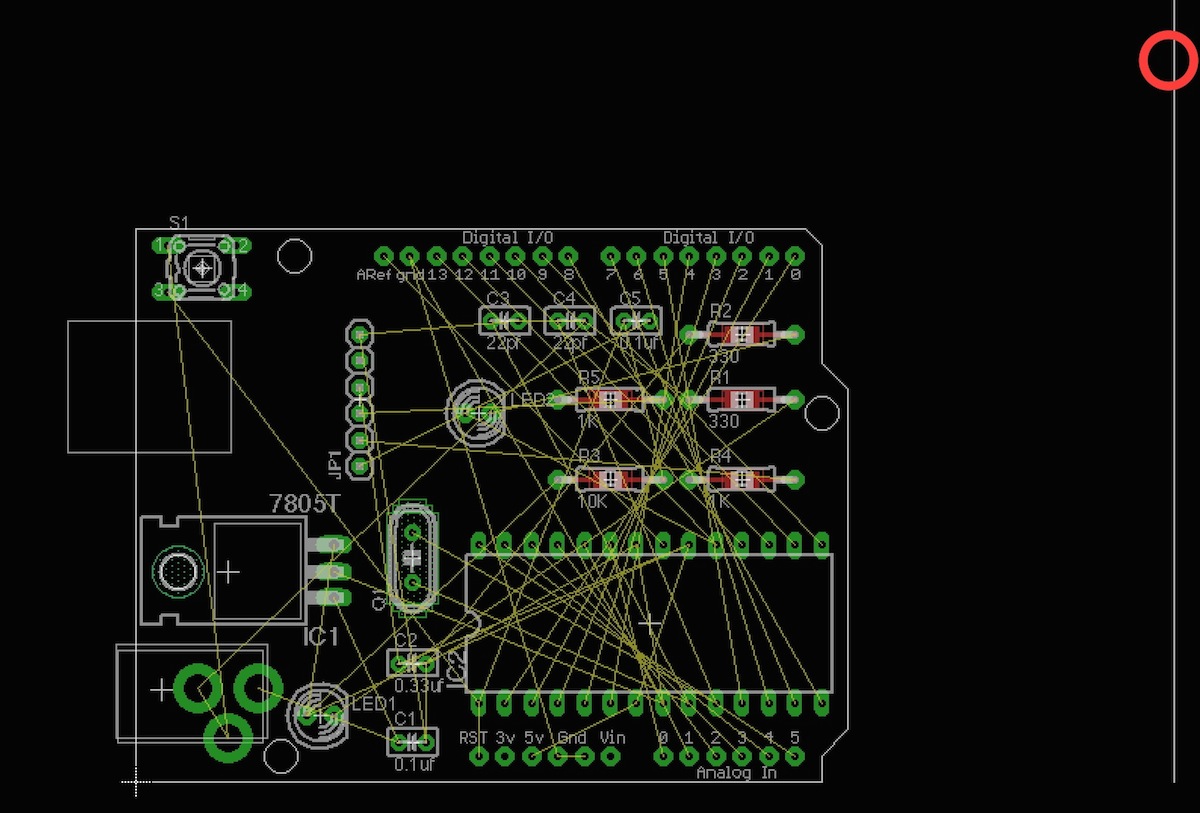 S1
1 2
3 4
Digital I/O Digital I/O
ARef gnd 13 12 11 10 9 8 7 6 5 4 3 2 1 0
C3 C4 C5
22pf 22pf 0.1uf
R2
330
R5 R1
LED2
1K 330
JP1
R3 R4
10K 1K
7805T
IC1
C2
0.33uf
IC2
LED1
C1
0.1uf
RST 3v 5v Gnd Vin 0 1 2 3 4 5
Analog In